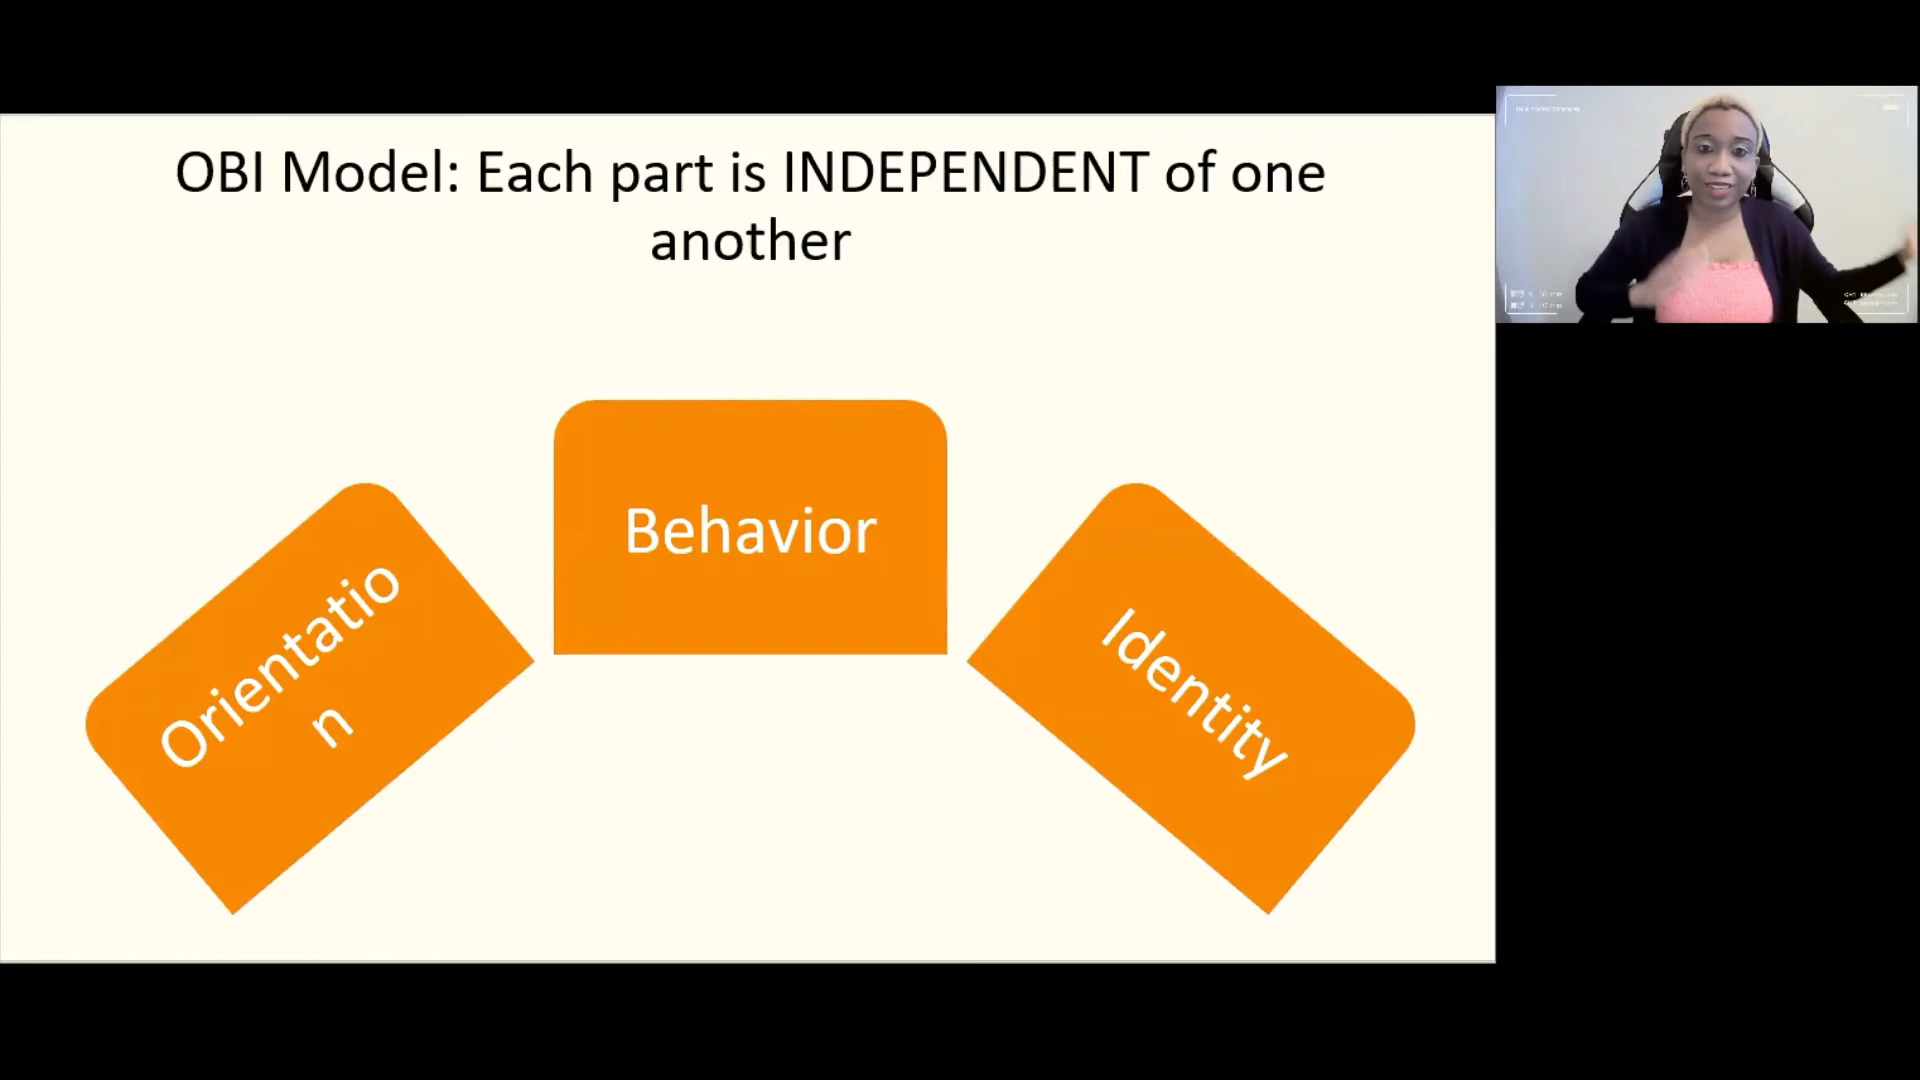 OBI Model: Each part is INDEPENDENT of one
another
Orientatio
n
Behavior
Identity